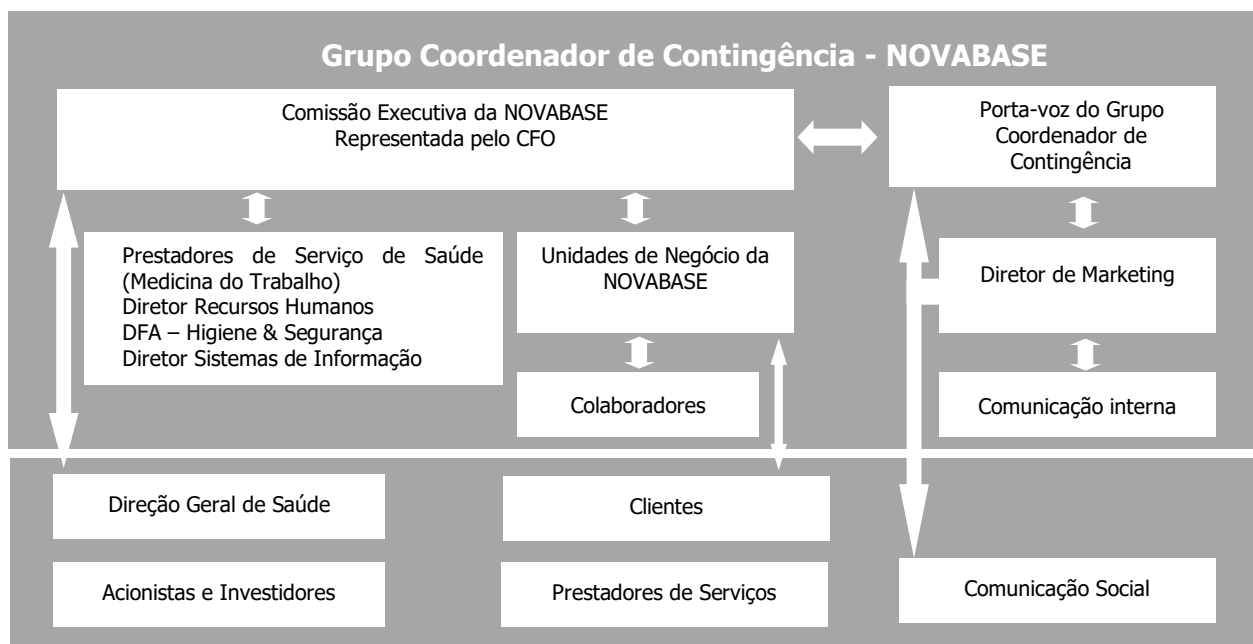 Grupo Coordenador de Contingência - NOVABASE
Comissão Executiva da NOVABASE
Representada pelo CFO
Porta-voz do Grupo
Coordenador de
Contingência
Prestadores de Serviço de Saúde
(Medicina do Trabalho)
Diretor Recursos Humanos
DFA – Higiene & Segurança
Diretor Sistemas de Informação
Unidades de Negócio da
NOVABASE
Diretor de Marketing
Colaboradores
Comunicação interna
Direção Geral de Saúde
Clientes
Acionistas e Investidores
Prestadores de Serviços
Comunicação Social